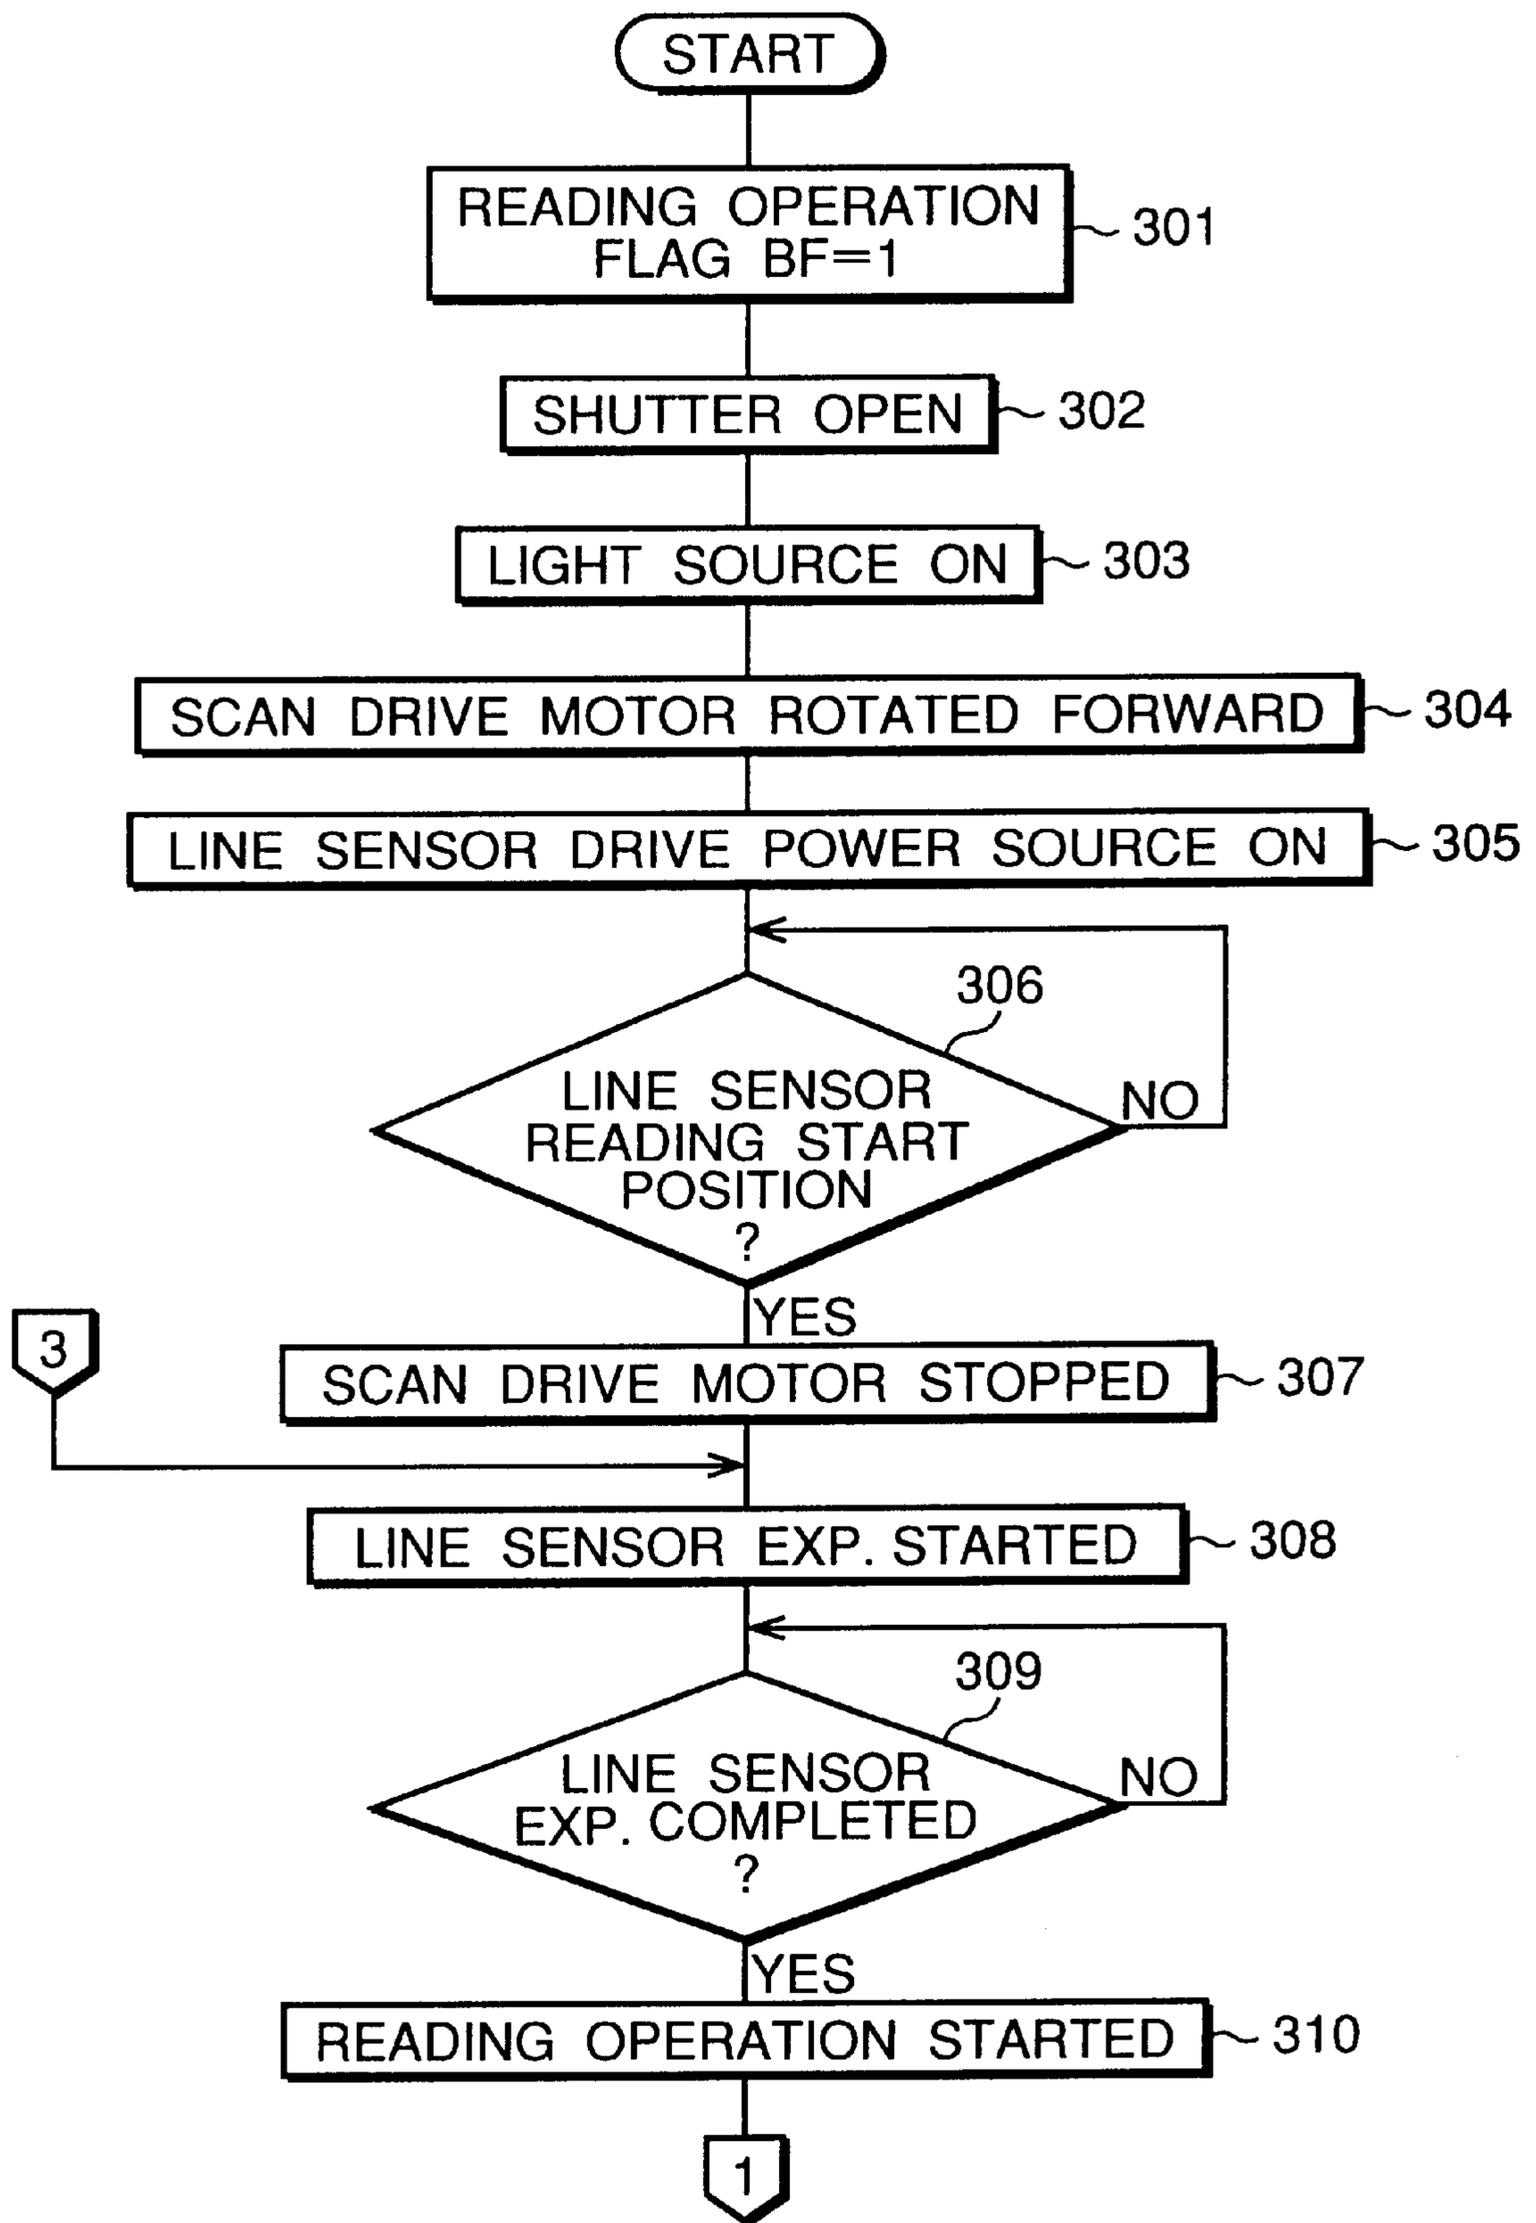 START
READING OPERATION
FLAG BF=1
301
SHUTTER OPEN
302
LIGHT SOURCE ON
303
SCAN DRIVE MOTOR ROTATED FORWARD
304
LINE SENSOR DRIVE POWER SOURCE ON
305
306
LINE SENSOR
READING START
POSITION
?
NO
YES
3
SCAN DRIVE MOTOR STOPPED
307
LINE SENSOR EXP. STARTED
308
309
LINE SENSOR
EXP. COMPLETED
?
NO
YES
READING OPERATION STARTED
310
1